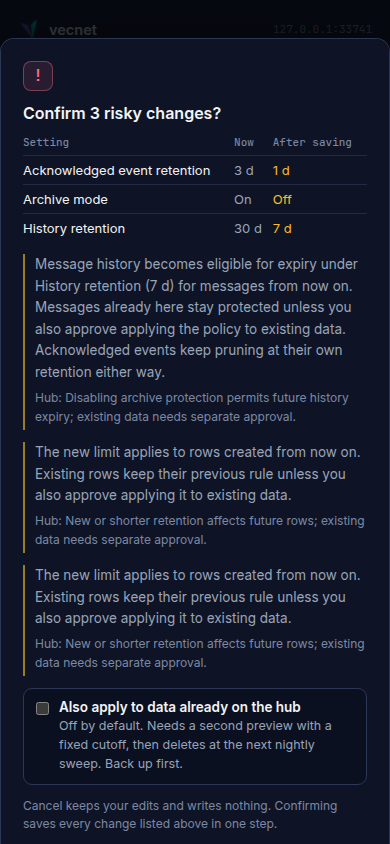 vecnet
127.0.0.1:33741
!
Confirm 3 risky changes?
Setting Now After saving
Acknowledged event retention 3 d 1 d
Archive mode On Off
History retention 30 d 7 d
Message history becomes eligible for expiry under
History retention (7 d) for messages from now on.
Messages already here stay protected unless you
also approve applying the policy to existing data.
Acknowledged events keep pruning at their own
retention either way.
Hub: Disabling archive protection permits future history
expiry; existing data needs separate approval.
The new limit applies to rows created from now on.
Existing rows keep their previous rule unless you
also approve applying it to existing data.
Hub: New or shorter retention affects future rows; existing
data needs separate approval.
The new limit applies to rows created from now on.
Existing rows keep their previous rule unless you
also approve applying it to existing data.
Hub: New or shorter retention affects future rows; existing
data needs separate approval.
Also apply to data already on the hub
Off by default. Needs a second preview with a
fixed cutoff, then deletes at the next nightly
sweep. Back up first.
Cancel keeps your edits and writes nothing. Confirming
saves every change listed above in one step.